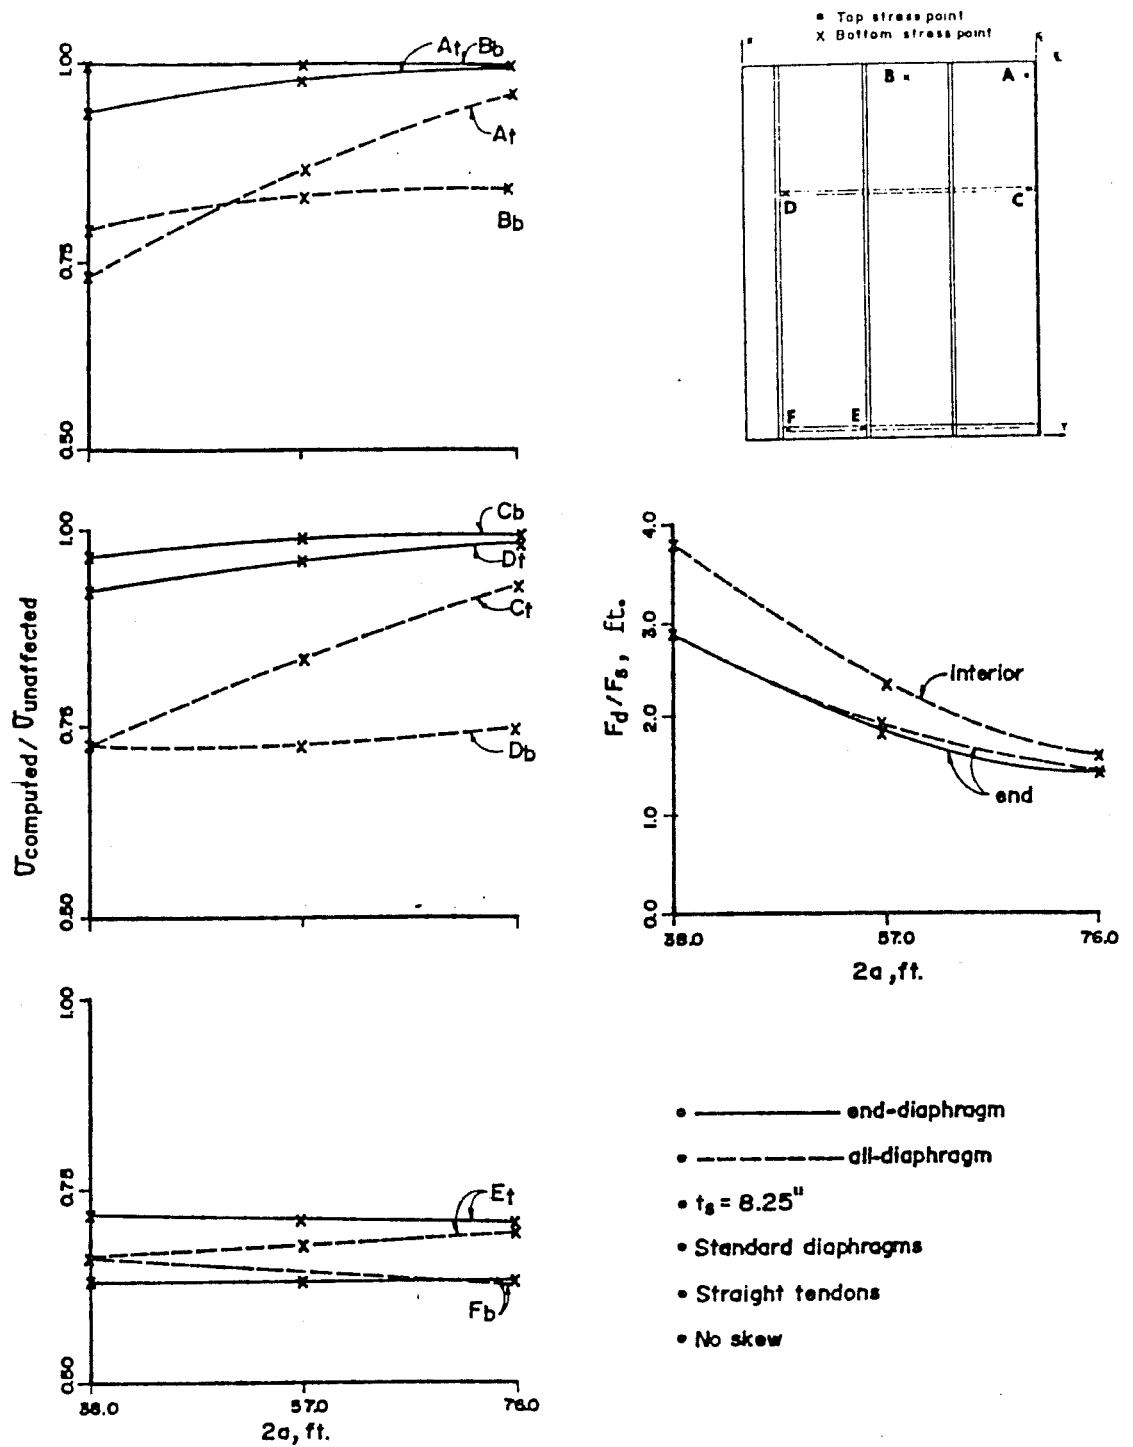 • Top stress point
x Bottom stress point
At, Bb
1.00
At
Bb
0.75
0.50
B
A
D
C
F
E
Y
σcomputed / σunaffected
1.00
Cb
Dt
Ct
0.75
Db
0.50
Fd/Fs, ft.
4.0
3.0
2.0
1.0
0.0
interior
end
38.0
57.0
76.0
2a, ft.
1.00
0.75
Et
Fb
0.50
38.0
57.0
76.0
2a, ft.
• end-diaphragm
• all-diaphragm
• ts = 8.25"
• Standard diaphragms
• Straight tendons
• No skew